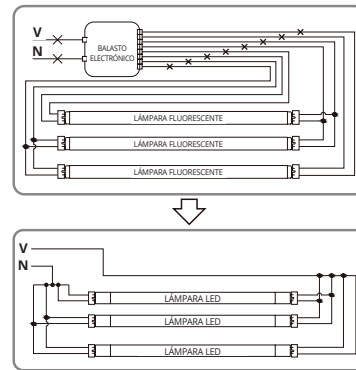 V
N
BALASTO
ELECTRÓNICO
LÁMPARA FLUORESCENTE
LÁMPARA FLUORESCENTE
LÁMPARA FLUORESCENTE
V
N
LÁMPARA LED
LÁMPARA LED
LÁMPARA LED